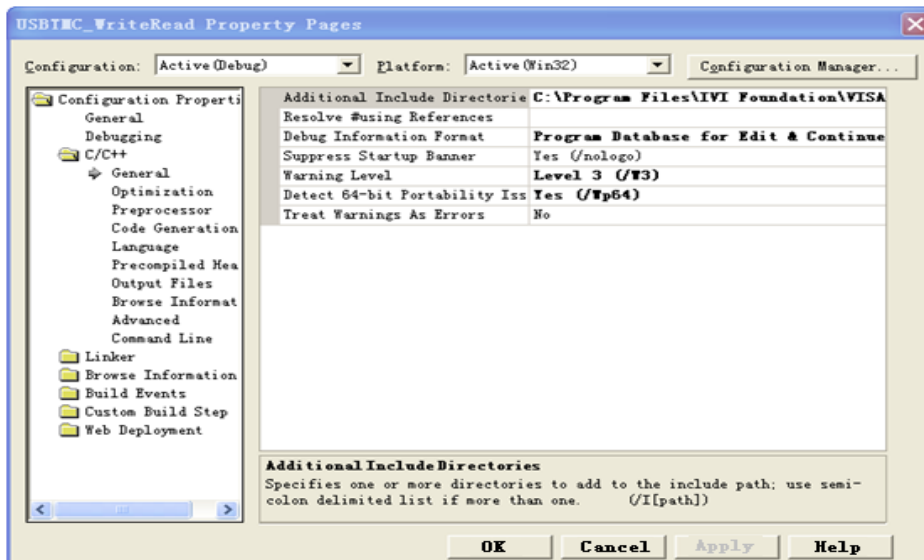 USBTMC_WriteRead Property Pages
Configuration: Active(Debug) Platform: Active(Win32) Configuration Manager...
Configuration Properti
General
Debugging
C/C++
General
Optimization
Preprocessor
Code Generation
Language
Precompiled Hea
Output Files
Browse Informat
Advanced
Command Line
Linker
Browse Information
Build Events
Custom Build Step
Web Deployment
Additional Include Directorie C:\Program Files\IVI Foundation\VISA
Resolve #using References
Debug Information Format Program Database for Edit & Continue
Suppress Startup Banner Yes (/nologo)
Warning Level Level 3 (/W3)
Detect 64-bit Portability Iss Yes (/Wp64)
Treat Warnings As Errors No
Additional Include Directories
Specifies one or more directories to add to the include path; use semi-
colon delimited list if more than one. (/I[path])
OK Cancel Apply Help